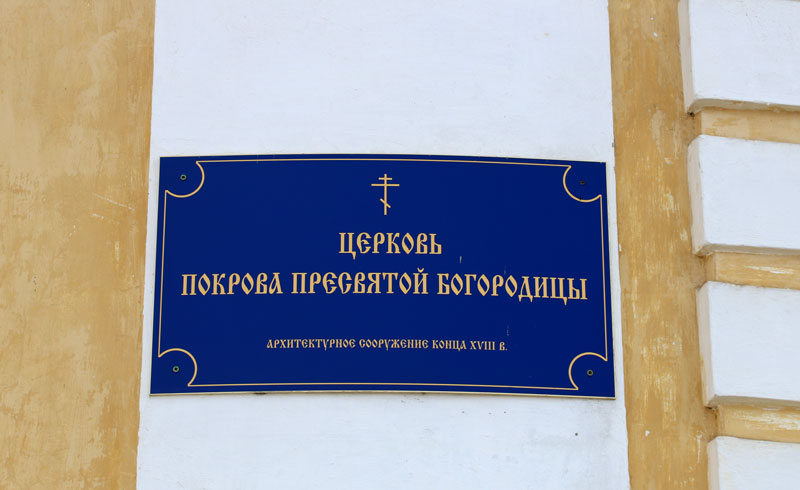 ЦЕРКОВЬ
ПОКРОВА ПРЕСВЯТОЙ БОГОРОДИЦЫ
АРХИТЕКТУРНОЕ СООРУЖЕНИЕ КОНЦА XVIII В.